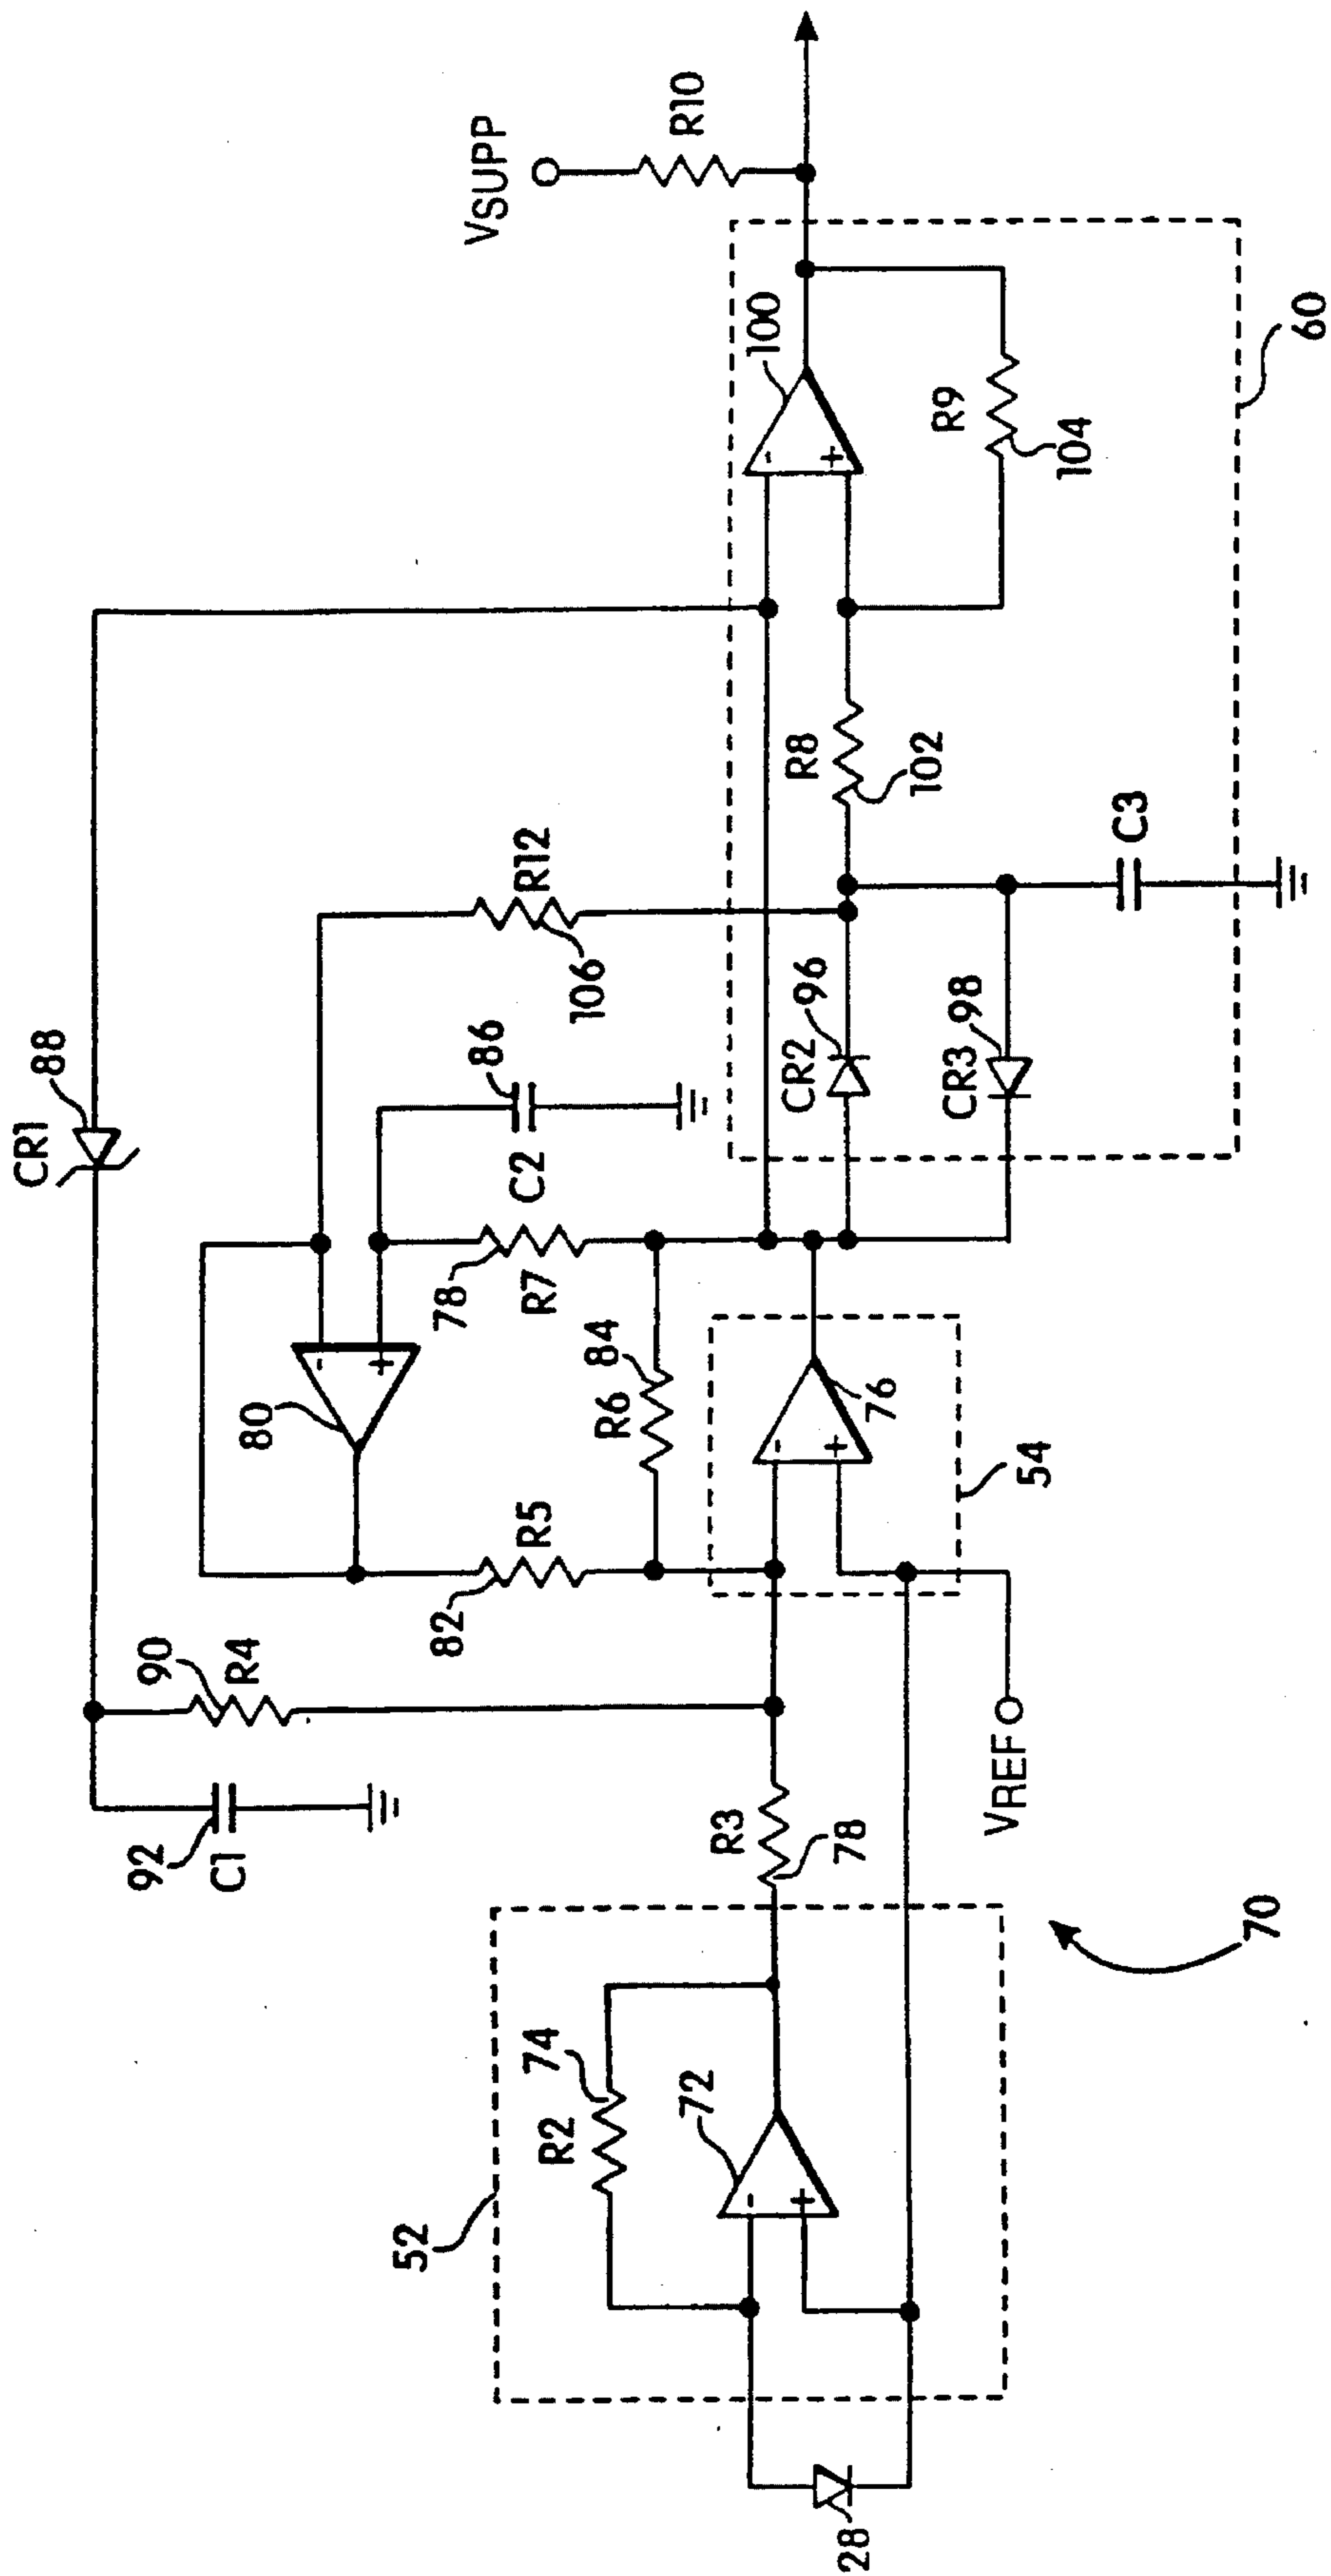 CR1
88
VSUPP
R10
92
C1
90
R4
80
-
+
86
C2
R12
106
78
R7
82
R5
R6
84
100
-
+
52
R2
74
72
-
+
R3
78
-
+
76
54
CR2
96
R8
102
R9
104
CR3
98
C3
60
28
VREF
70